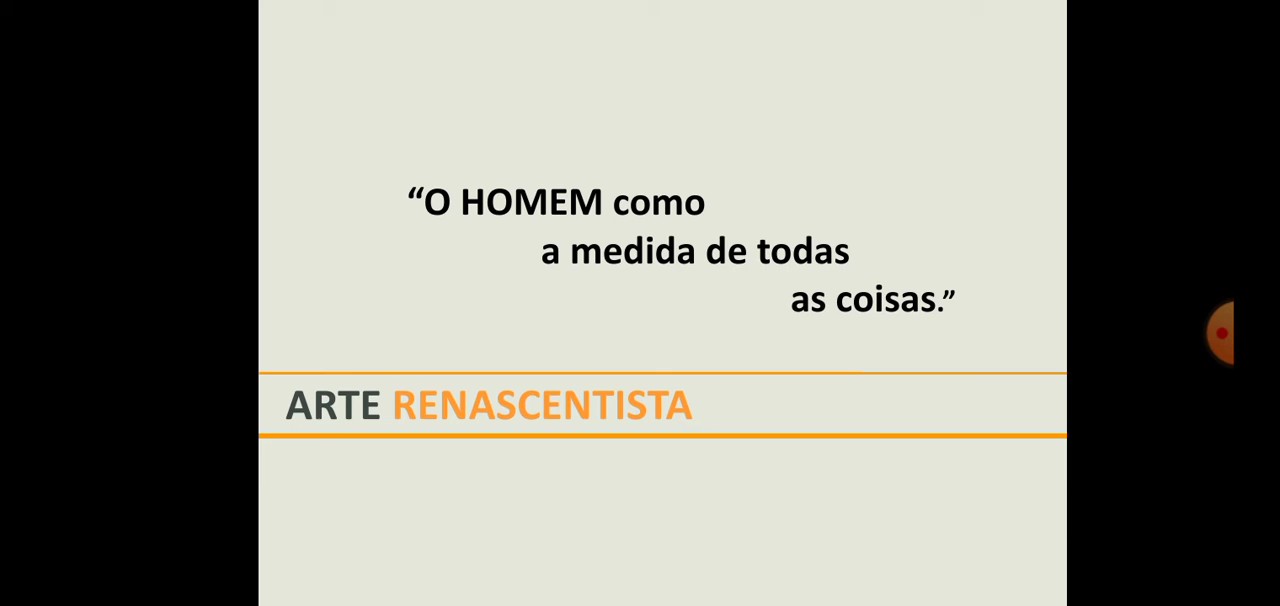 “O HOMEM como
a medida de todas
as coisas.”
ARTE RENASCENTISTA